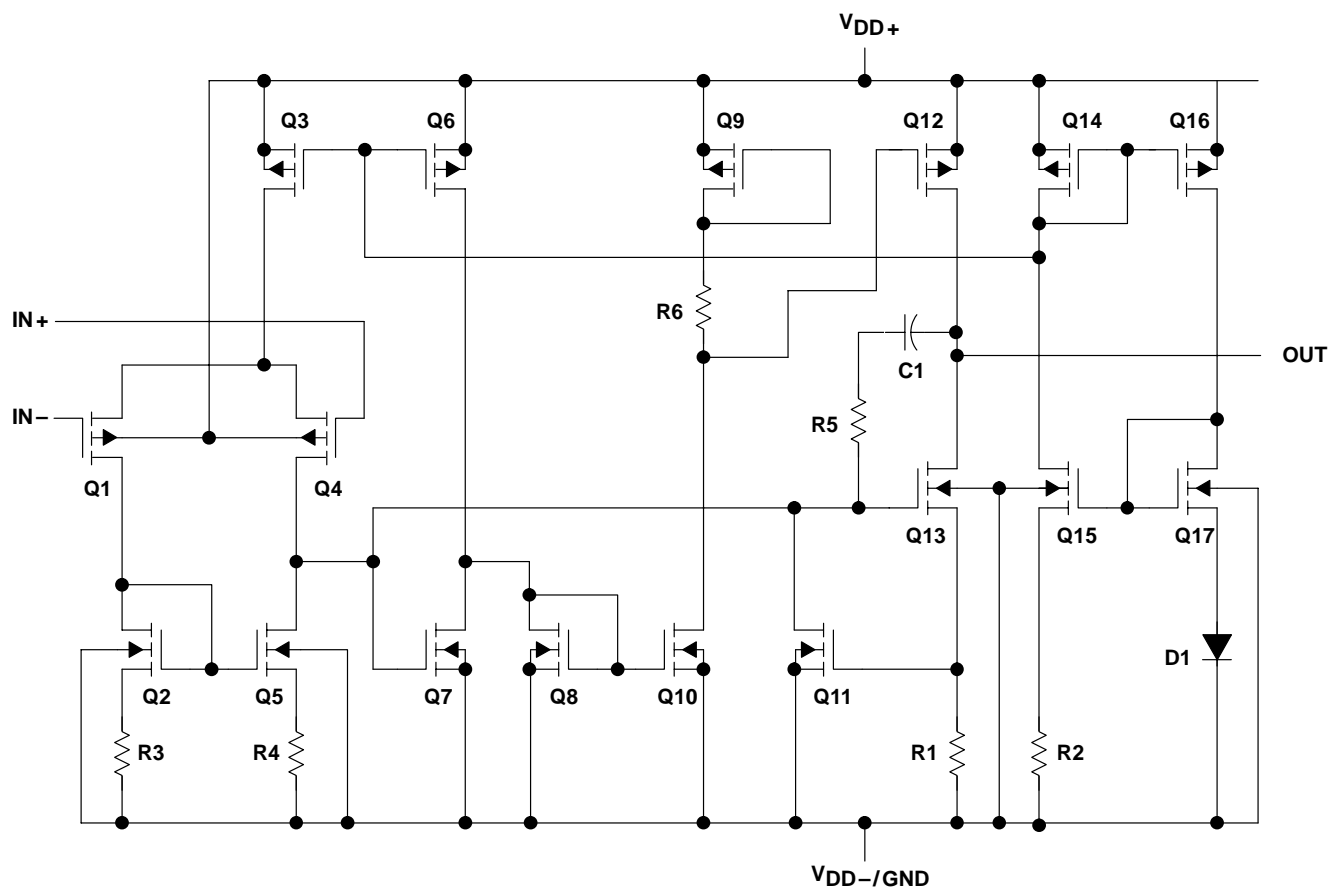 VDD+
Q3
Q6
Q9
Q12
Q14
Q16
R6
IN+
OUT
C1
IN−
R5
Q1
Q4
Q13
Q15
Q17
D1
Q2
Q5
Q7
Q8
Q10
Q11
R3
R4
R1
R2
VDD−/GND